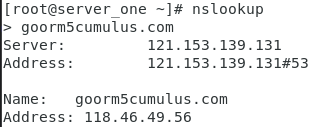 [root@server_one ~]# nslookup
> goorm5cumulus.com
Server:         121.153.139.131
Address:        121.153.139.131#53

Name:   goorm5cumulus.com
Address: 118.46.49.56